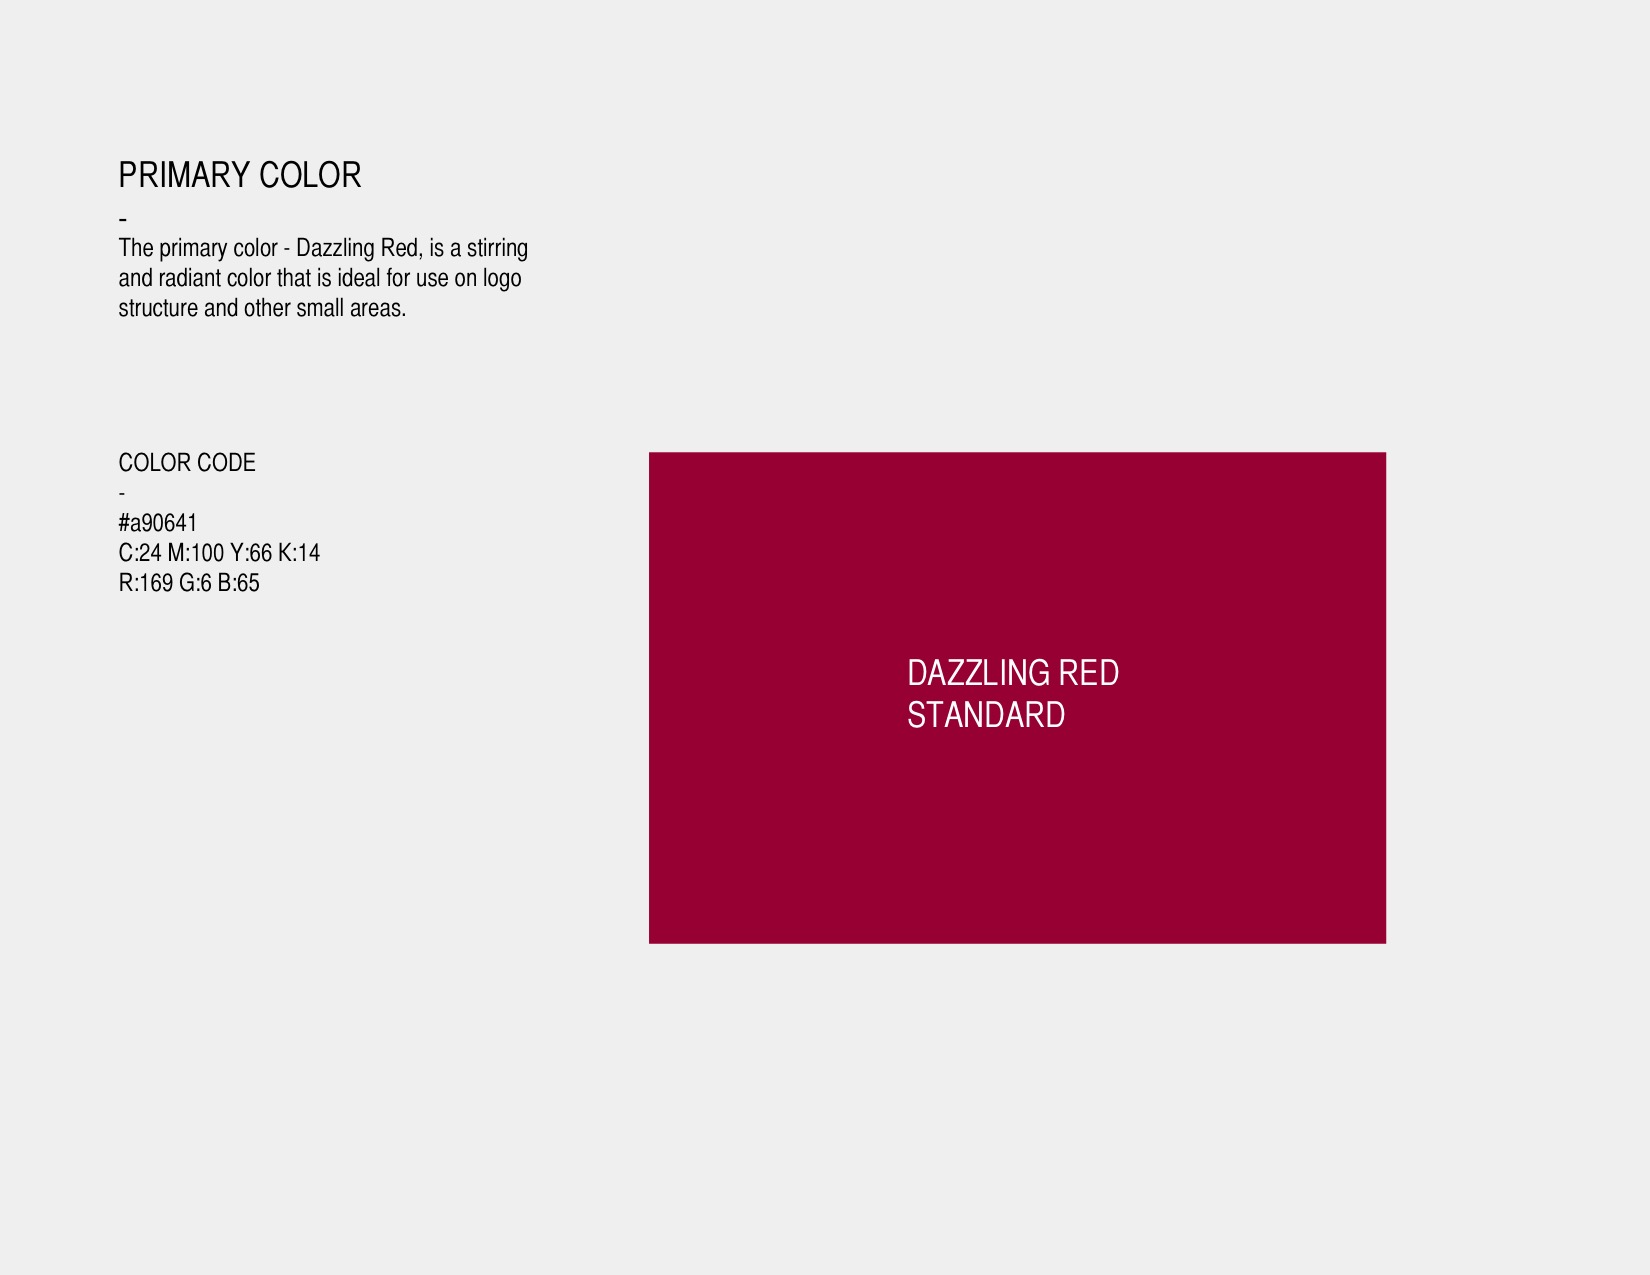 PRIMARY COLOR
-
The primary color - Dazzling Red, is a stirring
and radiant color that is ideal for use on logo
structure and other small areas.
COLOR CODE
-
#a90641
C:24 M:100 Y:66 K:14
R:169 G:6 B:65
DAZZLING RED
STANDARD